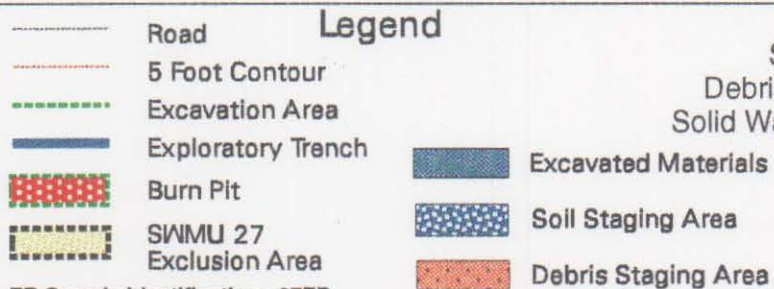 Legend
Road
5 Foot Contour
Excavation Area
Exploratory Trench
Burn Pit
SWMU 27
Exclusion Area
Excavated Materials
Soil Staging Area
Debris Staging Area
Debri
Solid Wa